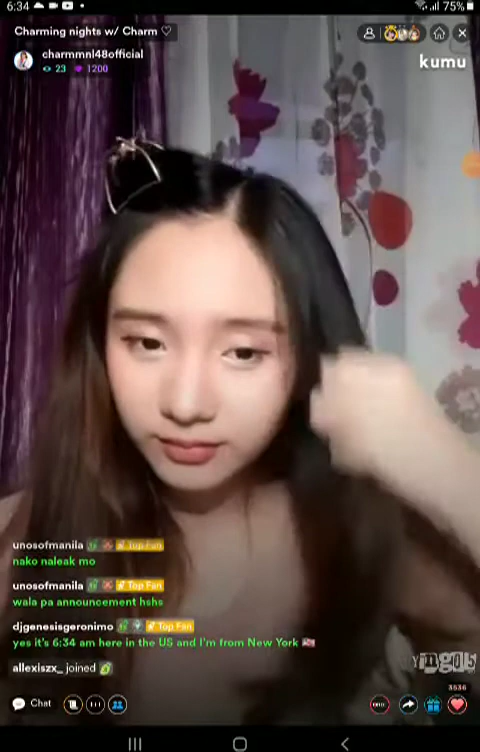 6:34
75%
Charming nights w/ Charm ♡
charmmnl48official
23 1200
kumu
unosofmanila Top Fan
nako naleak mo
unosofmanila Top Fan
wala pa announcement hshs
djgenesisgeronimo Top Fan
yes it's 6:34 am here in the US and I'm from New York 🇺🇸
allexiszx_ joined
3536
Chat